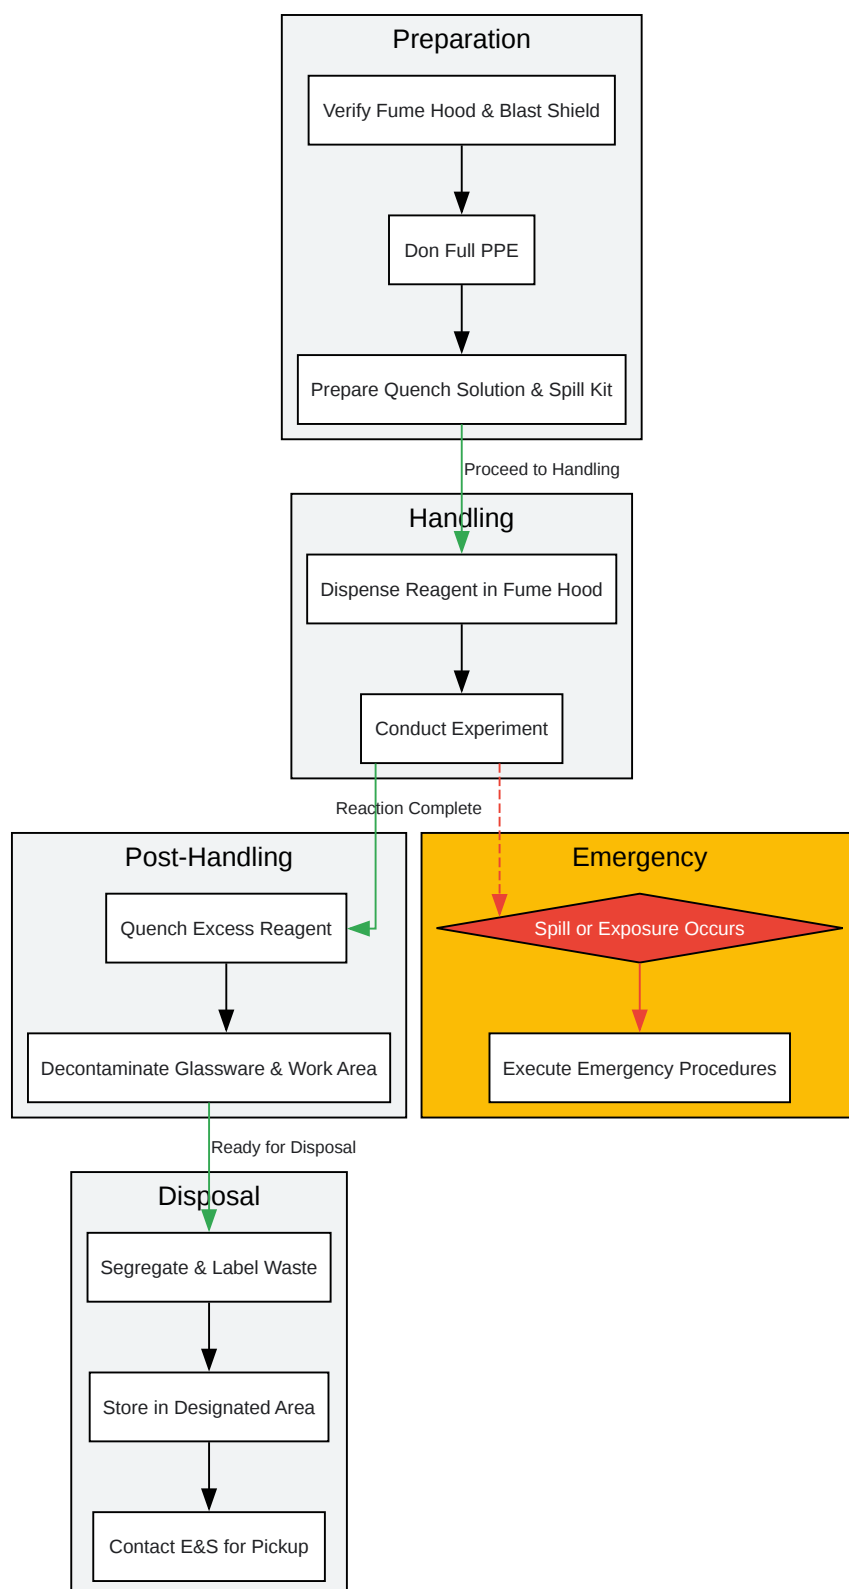 Preparation
Verify Fume Hood & Blast Shield
Don Full PPE
Prepare Quench Solution & Spill Kit
Proceed to Handling
Handling
Dispense Reagent in Fume Hood
Conduct Experiment
Reaction Complete
Post-Handling
Quench Excess Reagent
Decontaminate Glassware & Work Area
Emergency
Spill or Exposure Occurs
Execute Emergency Procedures
Ready for Disposal
Disposal
Segregate & Label Waste
Store in Designated Area
Contact E&S for Pickup